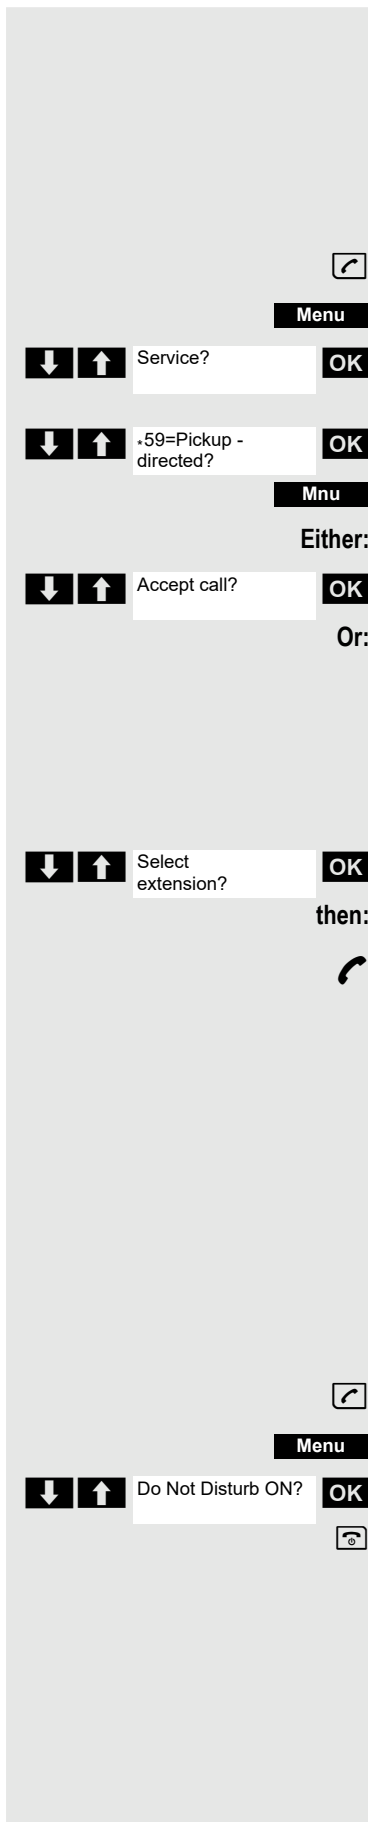 Menu
Service? OK
*59=Pickup - OK
directed?
Mnu
Either:
Accept call? OK
Or:
Select OK
extension?
then:
Menu
Do Not Disturb ON? OK